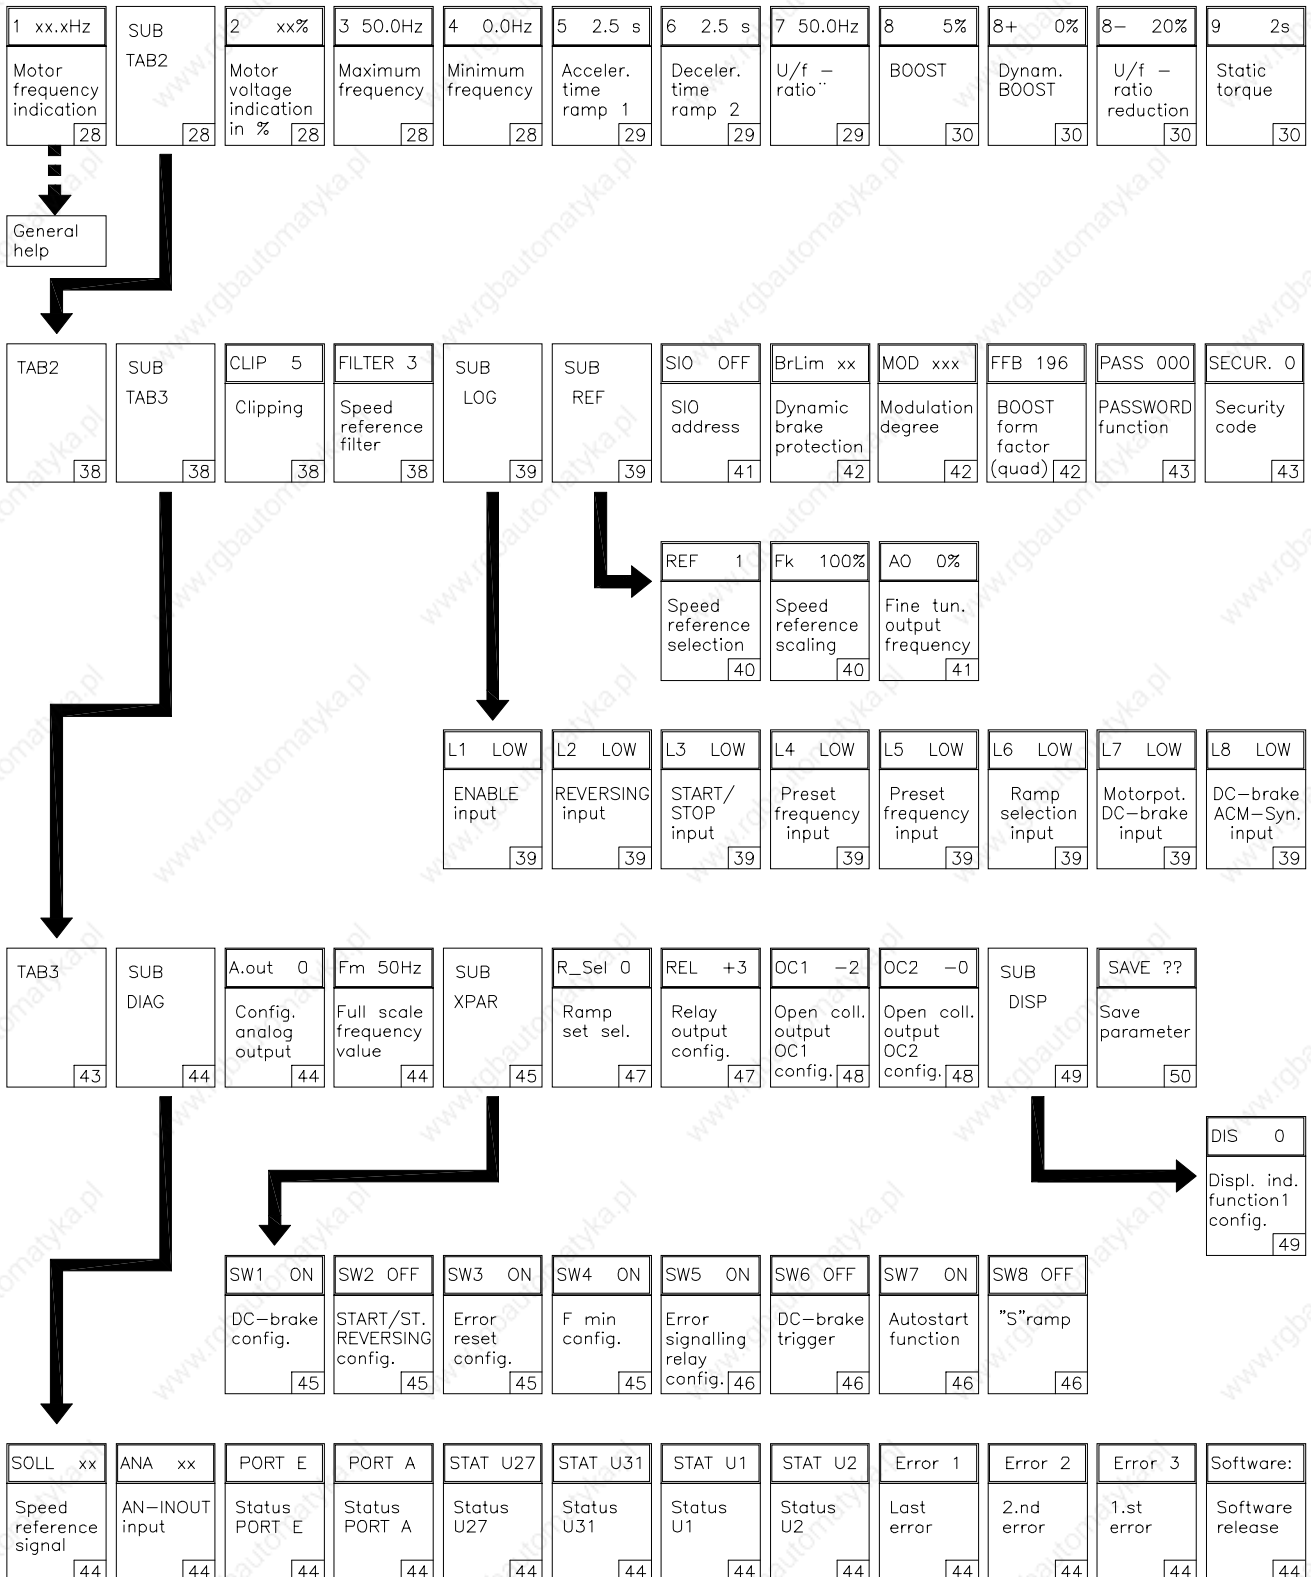 1 xx.xHz
Motor
frequency
indication
28
SUB
TAB2
28
2 xx%
Motor
voltage
indication
in %
28
3 50.0Hz
Maximum
frequency
28
4 0.0Hz
Minimum
frequency
28
5 2.5 s
Acceler.
time
ramp 1
29
6 2.5 s
Deceler.
time
ramp 2
29
7 50.0Hz
U/f –
ratio¨
29
8 5%
BOOST
30
8+ 0%
Dynam.
BOOST
30
8– 20%
U/f –
ratio
reduction
30
9 2s
Static
torque
30
General
help
TAB2
38
SUB
TAB3
38
CLIP 5
Clipping
38
FILTER 3
Speed
reference
filter
38
SUB
LOG
39
SUB
REF
39
SIO OFF
SIO
address
41
BrLim xx
Dynamic
brake
protection
42
MOD xxx
Modulation
degree
42
FFB 196
BOOST
form
factor
(quad)
42
PASS 000
PASSWORD
function
43
SECUR. 0
Security
code
43
REF 1
Speed
reference
selection
40
Fk 100%
Speed
reference
scaling
40
AO 0%
Fine tun.
output
frequency
41
L1 LOW
ENABLE
input
39
L2 LOW
REVERSING
input
39
L3 LOW
START/
STOP
input
39
L4 LOW
Preset
frequency
input
39
L5 LOW
Preset
frequency
input
39
L6 LOW
Ramp
selection
input
39
L7 LOW
Motorpot.
DC–brake
input
39
L8 LOW
DC–brake
ACM–Syn.
input
39
TAB3
43
SUB
DIAG
44
A.out 0
Config.
analog
output
44
Fm 50Hz
Full scale
frequency
value
44
SUB
XPAR
45
R_Sel 0
Ramp
set sel.
47
REL +3
Relay
output
config.
47
OC1 –2
Open coll.
output
OC1
config.
48
OC2 –0
Open coll.
output
OC2
config.
48
SUB
DISP
49
SAVE ??
Save
parameter
50
DIS 0
Displ. ind.
function1
config.
49
SW1 ON
DC–brake
config.
45
SW2 OFF
START/ST.
REVERSING
config.
45
SW3 ON
Error
reset
config.
45
SW4 ON
F min
config.
45
SW5 ON
Error
signalling
relay
config.
46
SW6 OFF
DC–brake
trigger
46
SW7 ON
Autostart
function
46
SW8 OFF
"S"ramp
46
SOLL xx
Speed
reference
signal
44
ANA xx
AN–INOUT
input
44
PORT E
Status
PORT E
44
PORT A
Status
PORT A
44
STAT U27
Status
U27
44
STAT U31
Status
U31
44
STAT U1
Status
U1
44
STAT U2
Status
U2
44
Error 1
Last
error
44
Error 2
2.nd
error
44
Error 3
1.st
error
44
Software:
Software
release
44
www.rgbautomatyka.pl